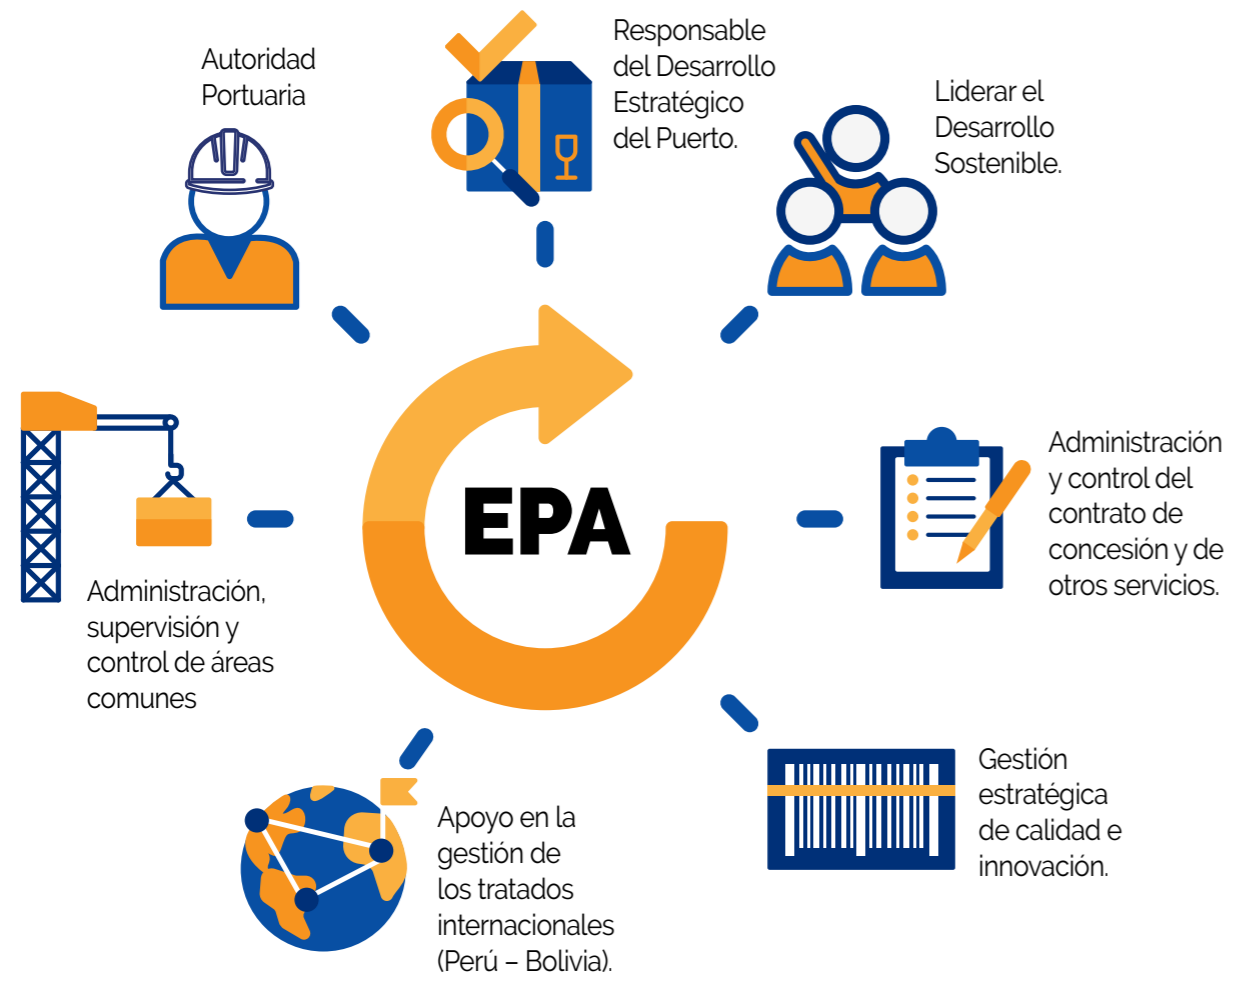 Autoridad
Portuaria
Responsable
del Desarrollo
Estratégico
del Puerto.
Liderar el
Desarrollo
Sostenible.
Administración
y control del
contrato de
concesión y de
otros servicios.
Gestión
estratégica
de calidad e
innovación.
Apoyo en la
gestión de
los tratados
internacionales
(Perú – Bolivia).
Administración,
supervisión y
control de áreas
comunes
EPA